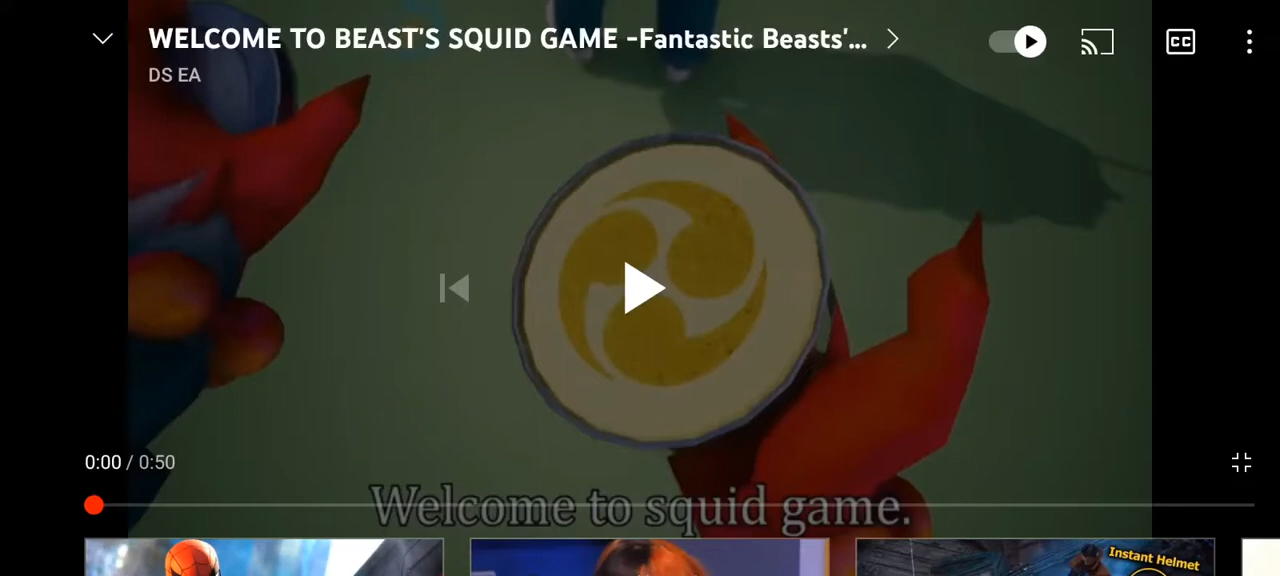 WELCOME TO BEAST'S SQUID GAME -Fantastic Beasts'...
DS EA
CC
0:00 / 0:50
Welcome to squid game.
Instant Helmet